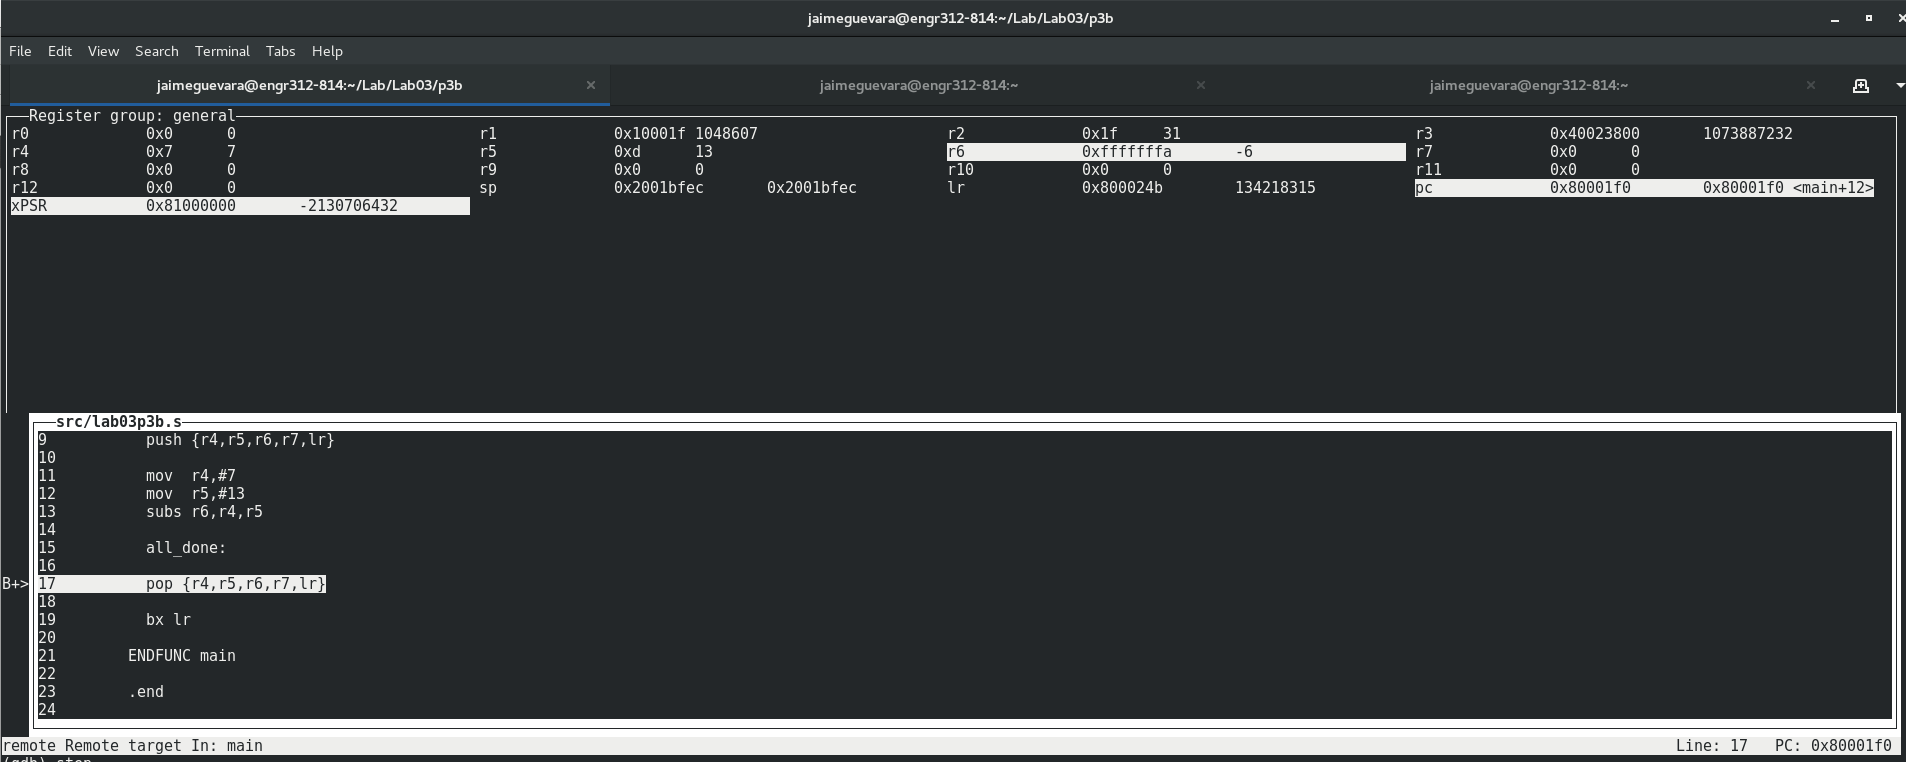 jaimeguevara@engr312-814:~/Lab/Lab03/p3b
File Edit View Search Terminal Tabs Help
jaimeguevara@engr312-814:~/Lab/Lab03/p3b × jaimeguevara@engr312-814:~ × jaimeguevara@engr312-814:~ ×
Register group: general
r0 0x0 0 r1 0x10001f 1048607 r2 0x1f 31 r3 0x40023800 1073887232
r4 0x7 7 r5 0xd 13 r6 0xfffffffa -6 r7 0x0 0
r8 0x0 0 r9 0x0 0 r10 0x0 0 r11 0x0 0
r12 0x0 0 sp 0x2001bfec 0x2001bfec lr 0x800024b 134218315 pc 0x80001f0 0x80001f0 <main+12>
xPSR 0x81000000 -2130706432
src/lab03p3b.s
9 push {r4,r5,r6,r7,lr}
10
11 mov r4,#7
12 mov r5,#13
13 subs r6,r4,r5
14
15 all_done:
16
B+> 17 pop {r4,r5,r6,r7,lr}
18
19 bx lr
20
21 ENDFUNC main
22
23 .end
24
remote Remote target In: main Line: 17 PC: 0x80001f0
(gdb) step